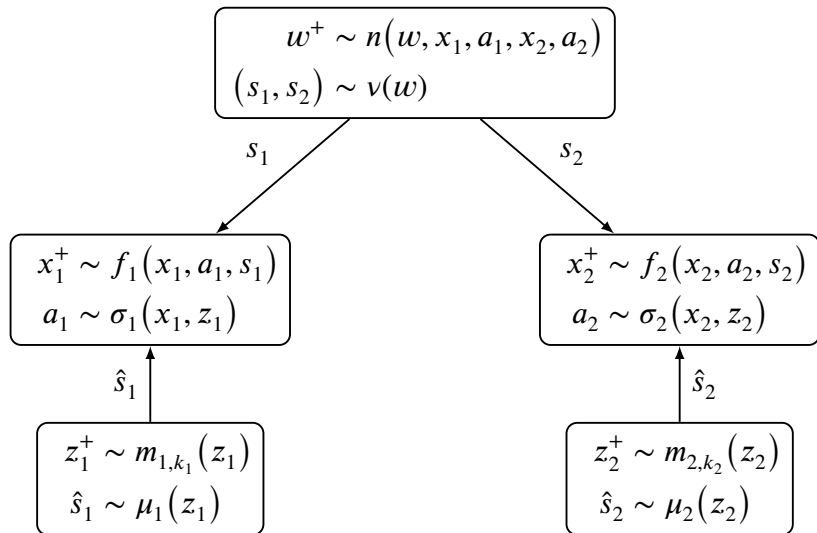 w⁺ ~ n(w, x₁, a₁, x₂, a₂)
(s₁, s₂) ~ ν(w)
s₁
s₂
x₁⁺ ~ f₁(x₁, a₁, s₁)
a₁ ~ σ₁(x₁, z₁)
x₂⁺ ~ f₂(x₂, a₂, s₂)
a₂ ~ σ₂(x₂, z₂)
ŝ₁
ŝ₂
z₁⁺ ~ m₁,ₖ₁(z₁)
ŝ₁ ~ μ₁(z₁)
z₂⁺ ~ m₂,ₖ₂(z₂)
ŝ₂ ~ μ₂(z₂)